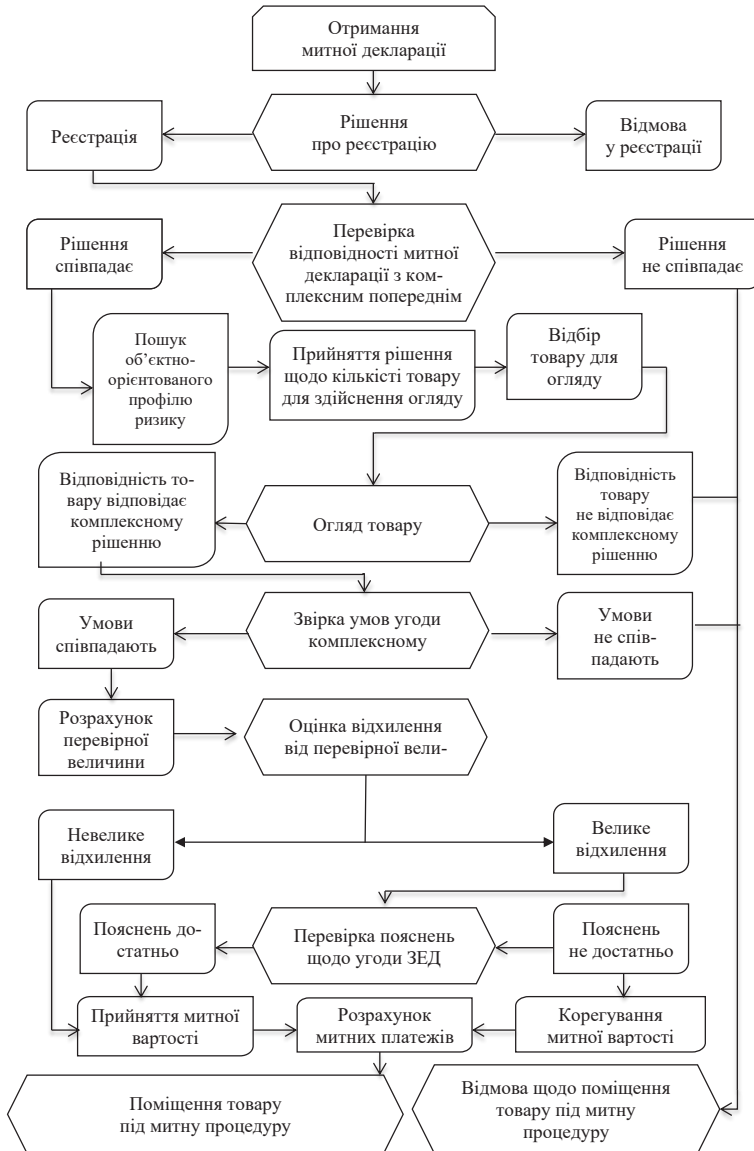 Отримання
митної декларації
Реєстрація
Рішення
про реєстрацію
Відмова
у реєстрації
Рішення
співпадає
Перевірка
відповідності митної
декларації з ком-
плексним попереднім
Рішення
не співпадає
Пошук
об’єктно-
орієнтованого
профілю
ризику
Прийняття рішення
щодо кількісті товару
для здійснення огляду
Відбір
товару для
огляду
Відповідність то-
вару відповідає
комплексному
рішенню
Огляд товару
Відповідність
товару
не відповідає
комплексному
рішенню
Умови
співпадають
Звірка умов угоди
комплексному
Умови
не спів-
падають
Розрахунок
перевірної
величини
Оцінка відхилення
від перевірної вели-
Невелике
відхилення
Велике
відхилення
Пояснень до-
статньо
Перевірка пояснень
щодо угоди ЗЕД
Пояснень
не достатньо
Прийняття митної
вартості
Розрахунок
митних платежів
Корегування
митної вартості
Поміщення товару
під митну процедуру
Відмова щодо поміщення
товару під митну
процедуру